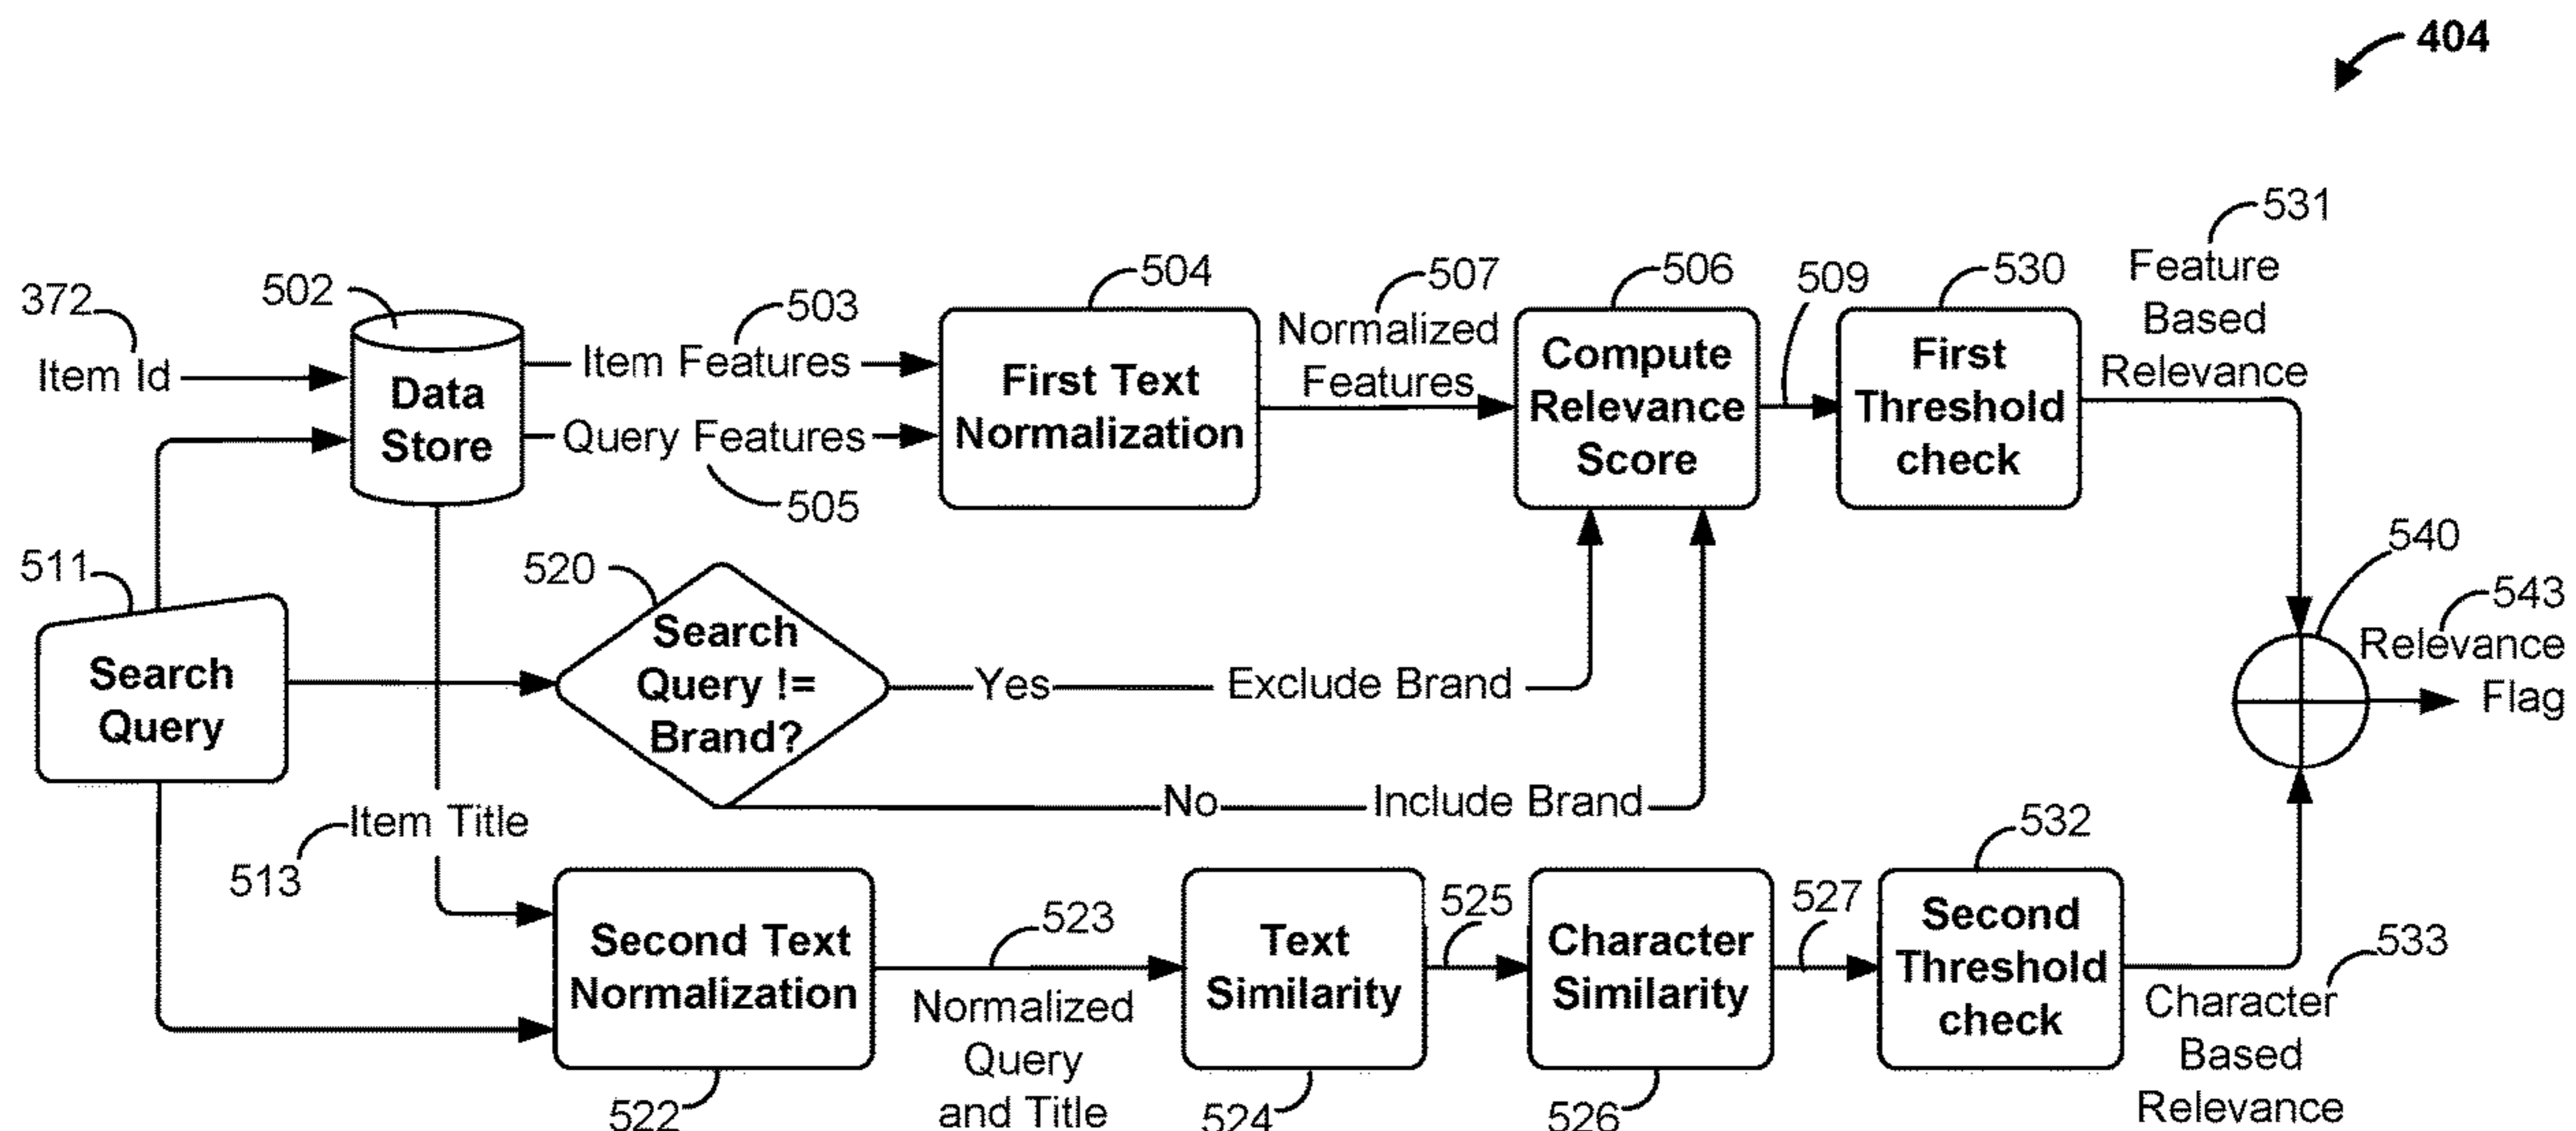 404
531
Feature
Based
Relevance
372
Item Id
502
Data
Store
503
Item Features
Query Features
505
504
First Text
Normalization
507
Normalized
Features
506
Compute
Relevance
Score
509
530
First
Threshold
check
511
Search
Query
520
Search
Query !=
Brand?
Yes
Exclude Brand
No
Include Brand
540
543
Relevance
Flag
Item Title
513
Second Text
Normalization
522
523
Normalized
Query
and Title
Text
Similarity
524
525
Character
Similarity
526
527
532
Second
Threshold
check
533
Character
Based
Relevance